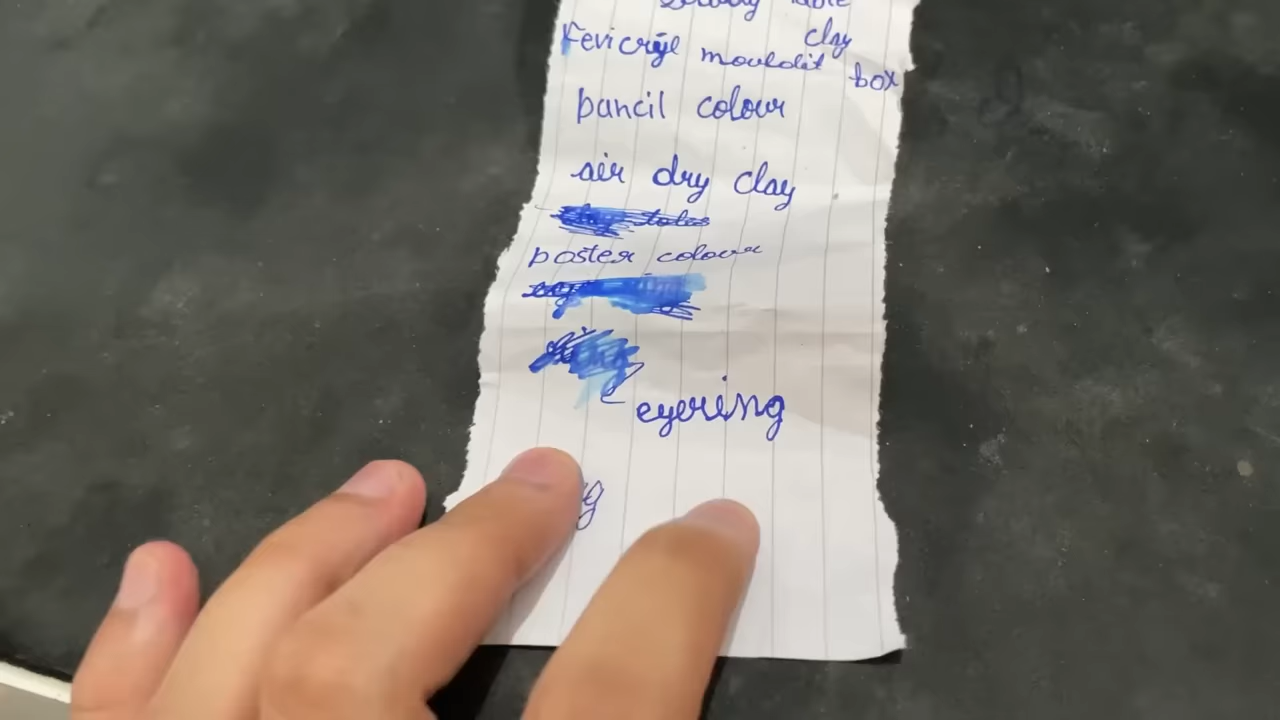 clay
Fevicryl mouldit box
pancil colour
air dry clay
poster colour
eyering